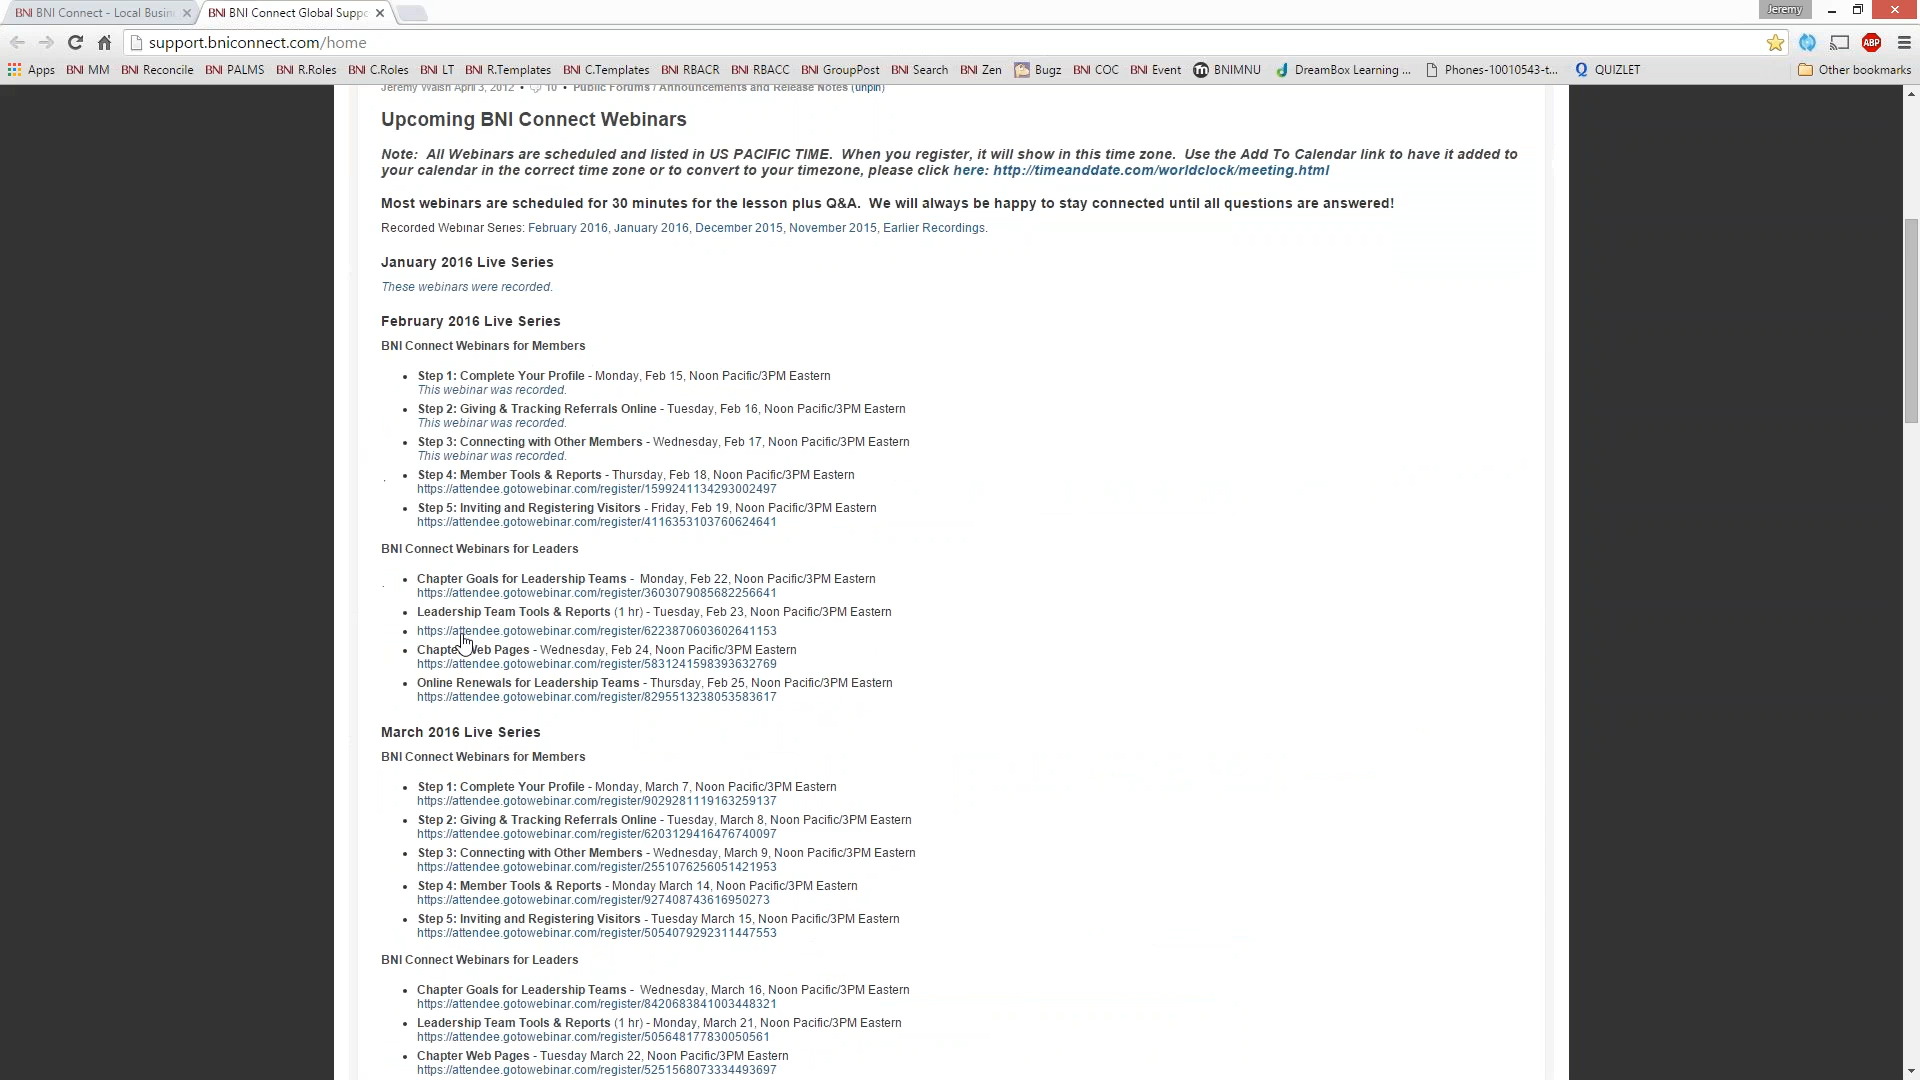 BNI BNI Connect - Local Busin
BNI BNI Connect Global Suppo
Jeremy
support.bniconnect.com/home
ABP
Apps BNI MM BNI Reconcile BNI PALMS BNI R.Roles BNI C.Roles BNI LT BNI R.Templates BNI C.Templates BNI RBACR BNI RBACC BNI GroupPost BNI Search BNI Zen Bugz BNI COC BNI Event BNIMNU DreamBox Learning ... Phones-10010543-t... QUIZLET Other bookmarks
Jeremy Walsh April 3, 2012 • 10 • Public Forums / Announcements and Release Notes (unpin)
Upcoming BNI Connect Webinars
Note: All Webinars are scheduled and listed in US PACIFIC TIME. When you register, it will show in this time zone. Use the Add To Calendar link to have it added to
your calendar in the correct time zone or to convert to your timezone, please click here: http://timeanddate.com/worldclock/meeting.html
Most webinars are scheduled for 30 minutes for the lesson plus Q&A. We will always be happy to stay connected until all questions are answered!
Recorded Webinar Series: February 2016, January 2016, December 2015, November 2015, Earlier Recordings.
January 2016 Live Series
These webinars were recorded.
February 2016 Live Series
BNI Connect Webinars for Members
• Step 1: Complete Your Profile - Monday, Feb 15, Noon Pacific/3PM Eastern
This webinar was recorded.
• Step 2: Giving & Tracking Referrals Online - Tuesday, Feb 16, Noon Pacific/3PM Eastern
This webinar was recorded.
• Step 3: Connecting with Other Members - Wednesday, Feb 17, Noon Pacific/3PM Eastern
This webinar was recorded.
• Step 4: Member Tools & Reports - Thursday, Feb 18, Noon Pacific/3PM Eastern
https://attendee.gotowebinar.com/register/1599241134293002497
• Step 5: Inviting and Registering Visitors - Friday, Feb 19, Noon Pacific/3PM Eastern
https://attendee.gotowebinar.com/register/4116353103760624641
BNI Connect Webinars for Leaders
• Chapter Goals for Leadership Teams - Monday, Feb 22, Noon Pacific/3PM Eastern
https://attendee.gotowebinar.com/register/3603079085682256641
• Leadership Team Tools & Reports (1 hr) - Tuesday, Feb 23, Noon Pacific/3PM Eastern
• https://attendee.gotowebinar.com/register/6223870603602641153
• Chapter Web Pages - Wednesday, Feb 24, Noon Pacific/3PM Eastern
https://attendee.gotowebinar.com/register/5831241598393632769
• Online Renewals for Leadership Teams - Thursday, Feb 25, Noon Pacific/3PM Eastern
https://attendee.gotowebinar.com/register/8295513238053583617
March 2016 Live Series
BNI Connect Webinars for Members
• Step 1: Complete Your Profile - Monday, March 7, Noon Pacific/3PM Eastern
https://attendee.gotowebinar.com/register/9029281119163259137
• Step 2: Giving & Tracking Referrals Online - Tuesday, March 8, Noon Pacific/3PM Eastern
https://attendee.gotowebinar.com/register/6203129416476740097
• Step 3: Connecting with Other Members - Wednesday, March 9, Noon Pacific/3PM Eastern
https://attendee.gotowebinar.com/register/2551076256051421953
• Step 4: Member Tools & Reports - Monday March 14, Noon Pacific/3PM Eastern
https://attendee.gotowebinar.com/register/927408743616950273
• Step 5: Inviting and Registering Visitors - Tuesday March 15, Noon Pacific/3PM Eastern
https://attendee.gotowebinar.com/register/5054079292311447553
BNI Connect Webinars for Leaders
• Chapter Goals for Leadership Teams - Wednesday, March 16, Noon Pacific/3PM Eastern
https://attendee.gotowebinar.com/register/8420683841003448321
• Leadership Team Tools & Reports (1 hr) - Monday, March 21, Noon Pacific/3PM Eastern
https://attendee.gotowebinar.com/register/505648177830050561
• Chapter Web Pages - Tuesday March 22, Noon Pacific/3PM Eastern
https://attendee.gotowebinar.com/register/5251568073334493697